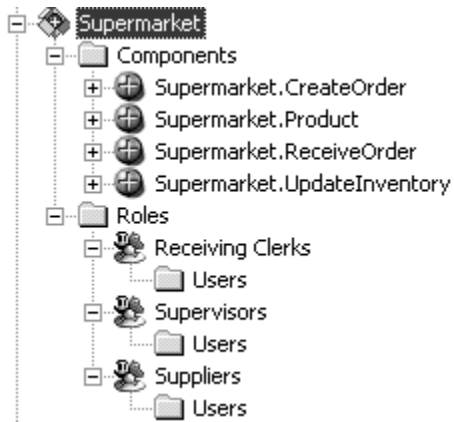 Supermarket
Components
Supermarket.CreateOrder
Supermarket.Product
Supermarket.ReceiveOrder
Supermarket.UpdateInventory
Roles
Receiving Clerks
Users
Supervisors
Users
Suppliers
Users